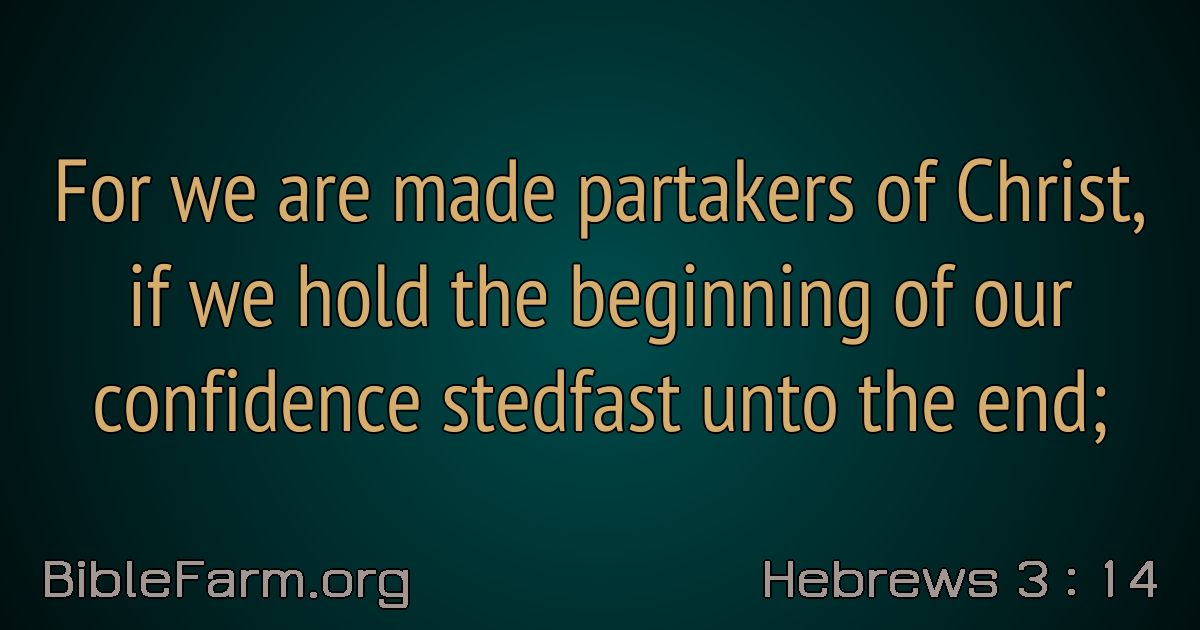 For we are made partakers of Christ,
if we hold the beginning of our
confidence stedfast unto the end;
BibleFarm.org
Hebrews 3 : 14